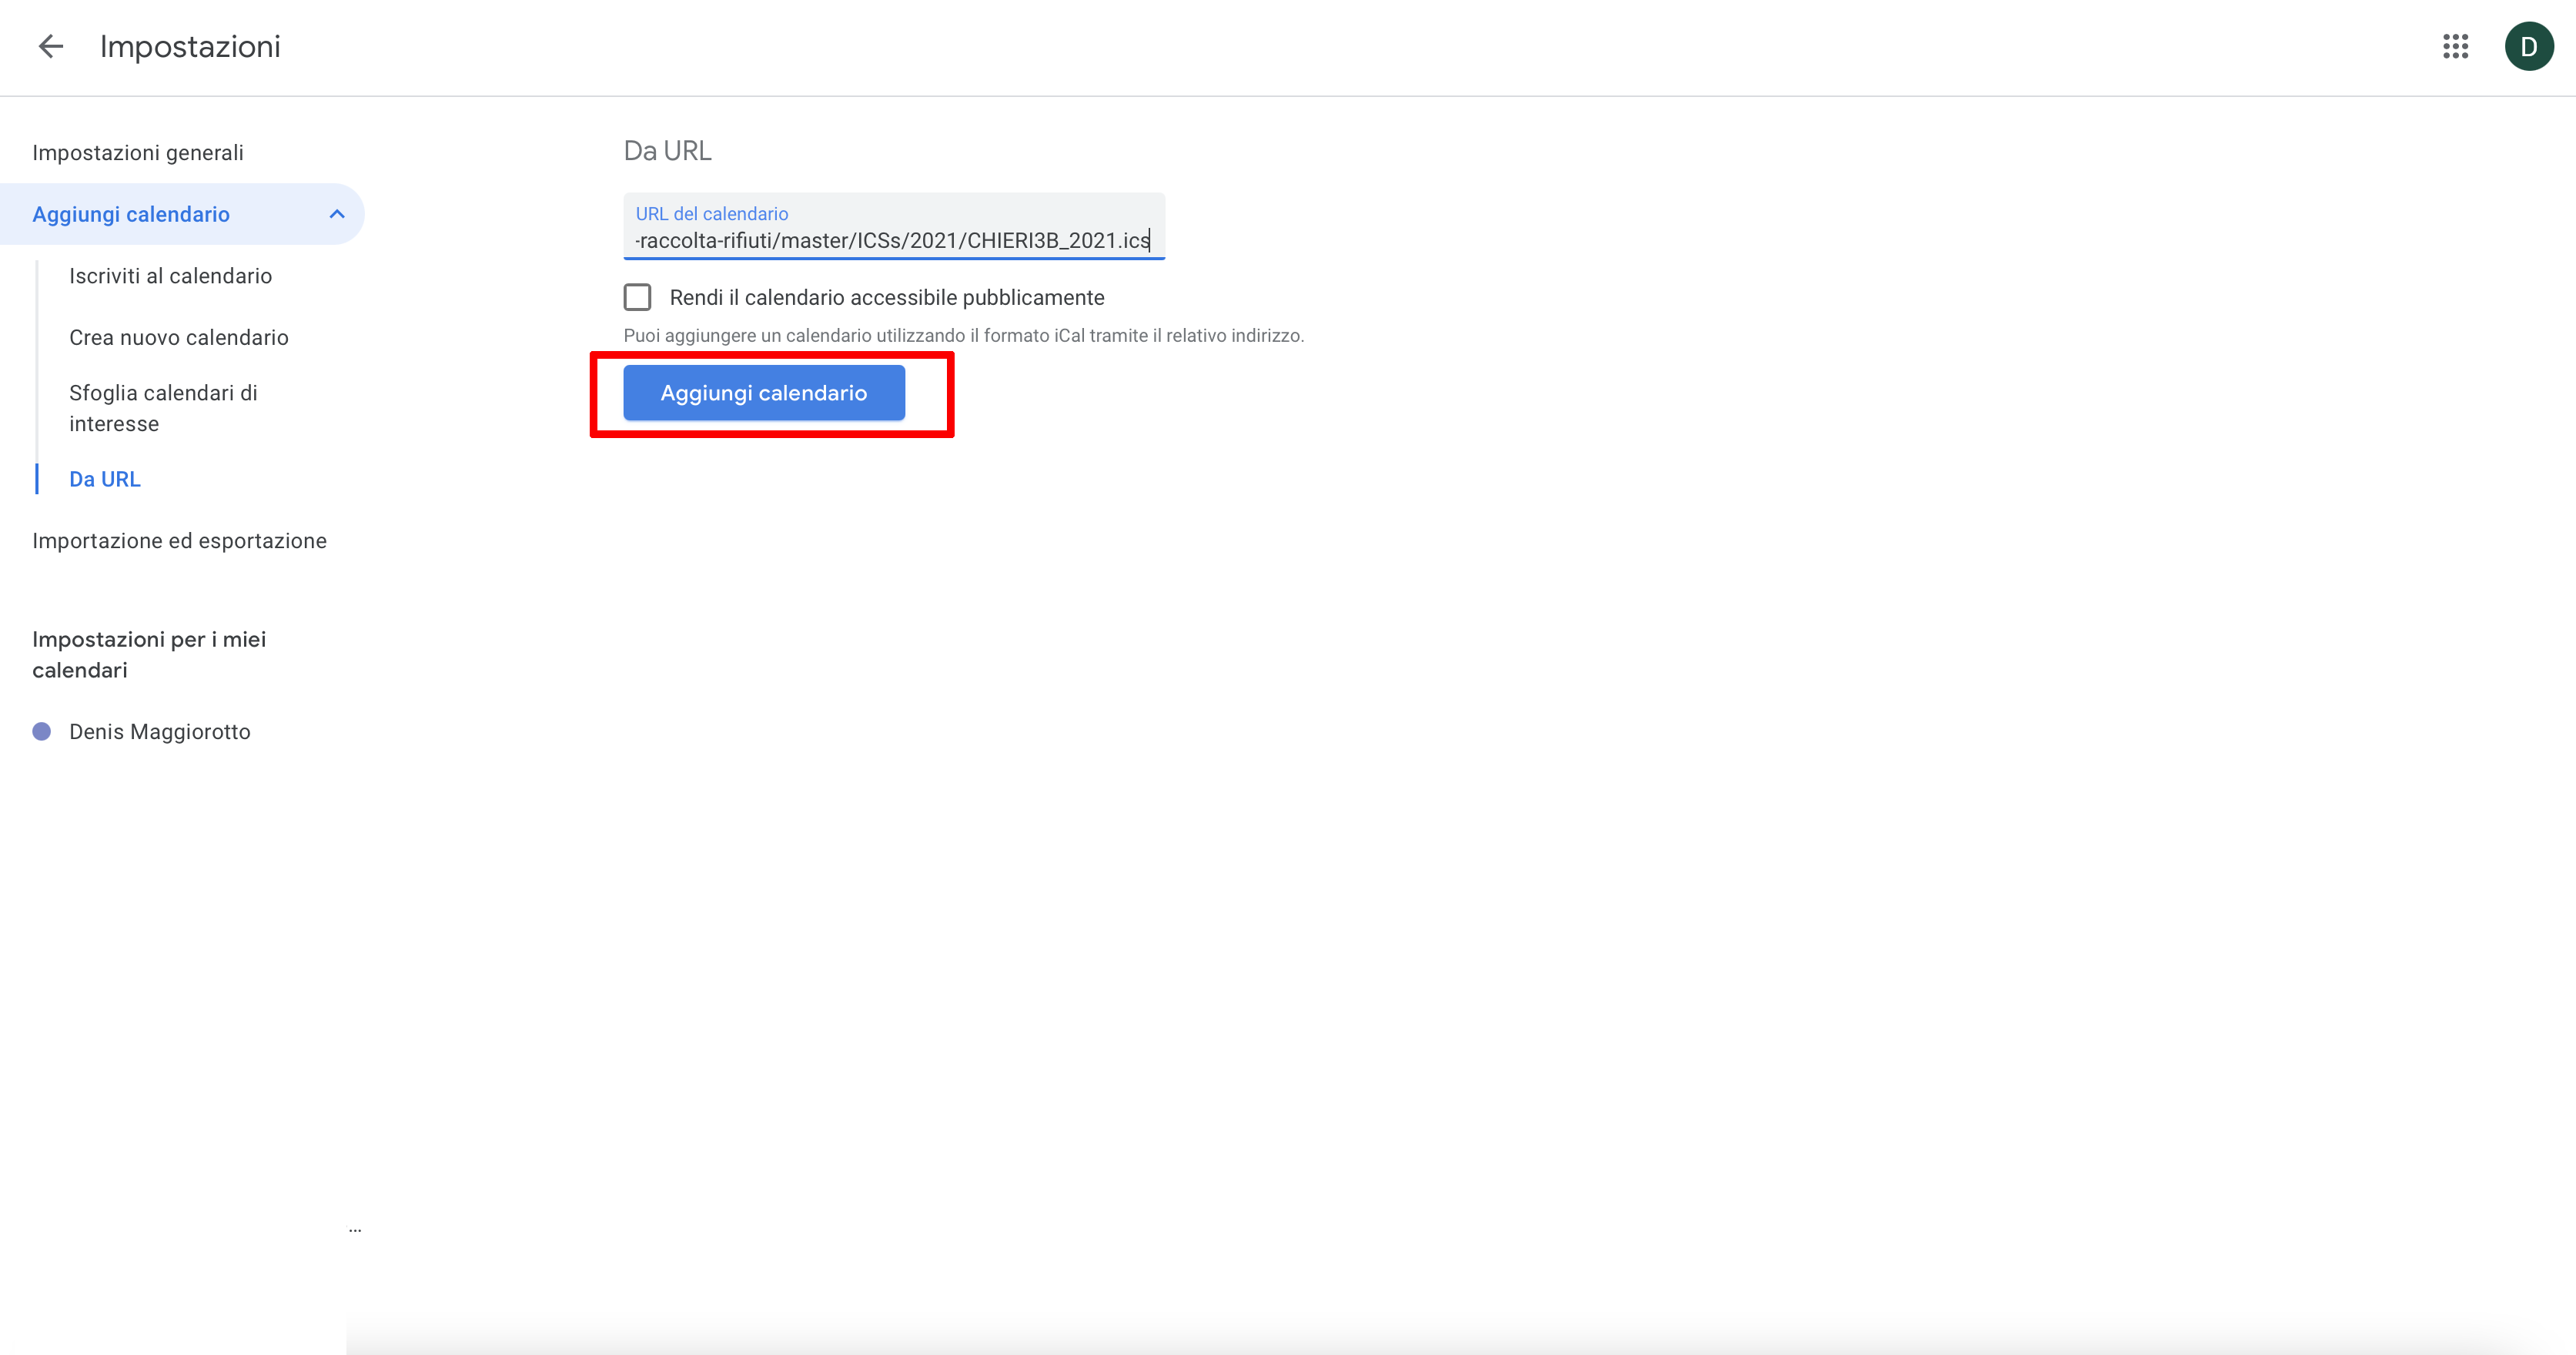 Impostazioni
D
Impostazioni generali
Aggiungi calendario
Iscriviti al calendario
Crea nuovo calendario
Sfoglia calendari di
interesse
Da URL
Importazione ed esportazione
Impostazioni per i miei
calendari
Denis Maggiorotto
Da URL
URL del calendario
-raccolta-rifiuti/master/ICSs/2021/CHIERI3B_2021.ics
Rendi il calendario accessibile pubblicamente
Puoi aggiungere un calendario utilizzando il formato iCal tramite il relativo indirizzo.
Aggiungi calendario
...